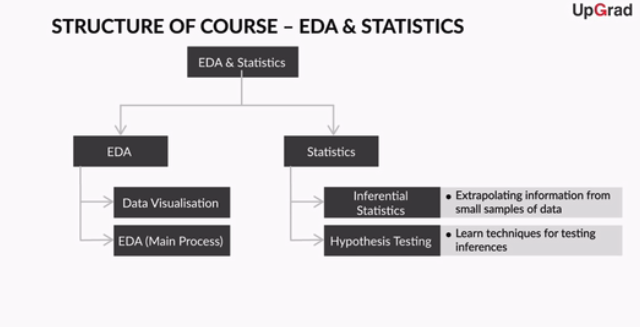 UpGrad
STRUCTURE OF COURSE – EDA & STATISTICS
EDA & Statistics
EDA
Statistics
Data Visualisation
EDA (Main Process)
Inferential
Statistics
• Extrapolating information from
small samples of data
Hypothesis Testing
• Learn techniques for testing
inferences